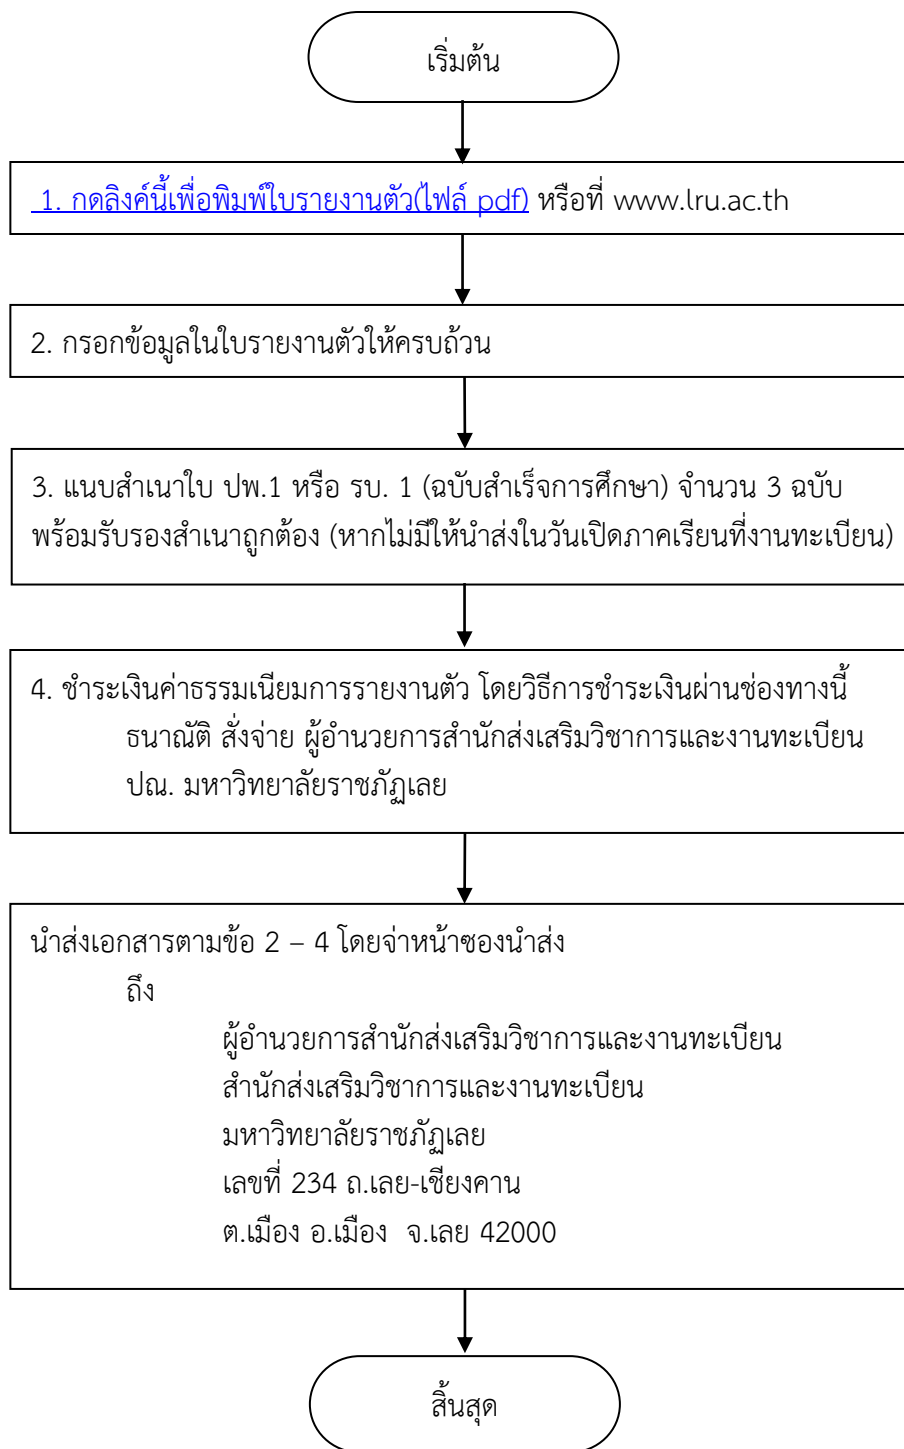 เริ่มต้น
1. กดลิงค์นี้เพื่อพิมพ์ใบรายงานตัว(ไฟล์ pdf) หรือที่ www.lru.ac.th
2. กรอกข้อมูลในใบรายงานตัวให้ครบถ้วน
3. แนบสำเนาใบ ปพ.1 หรือ รบ. 1 (ฉบับสำเร็จการศึกษา) จำนวน 3 ฉบับ
พร้อมรับรองสำเนาถูกต้อง (หากไม่มีให้นำส่งในวันเปิดภาคเรียนที่งานทะเบียน)
4. ชำระเงินค่าธรรมเนียมการรายงานตัว โดยวิธีการชำระเงินผ่านช่องทางนี้
ธนาณัติ สั่งจ่าย ผู้อำนวยการสำนักส่งเสริมวิชาการและงานทะเบียน
ปณ. มหาวิทยาลัยราชภัฏเลย
นำส่งเอกสารตามข้อ 2 – 4 โดยจ่าหน้าซองนำส่ง
ถึง
ผู้อำนวยการสำนักส่งเสริมวิชาการและงานทะเบียน
สำนักส่งเสริมวิชาการและงานทะเบียน
มหาวิทยาลัยราชภัฏเลย
เลขที่ 234 ถ.เลย-เชียงคาน
ต.เมือง อ.เมือง จ.เลย 42000
สิ้นสุด